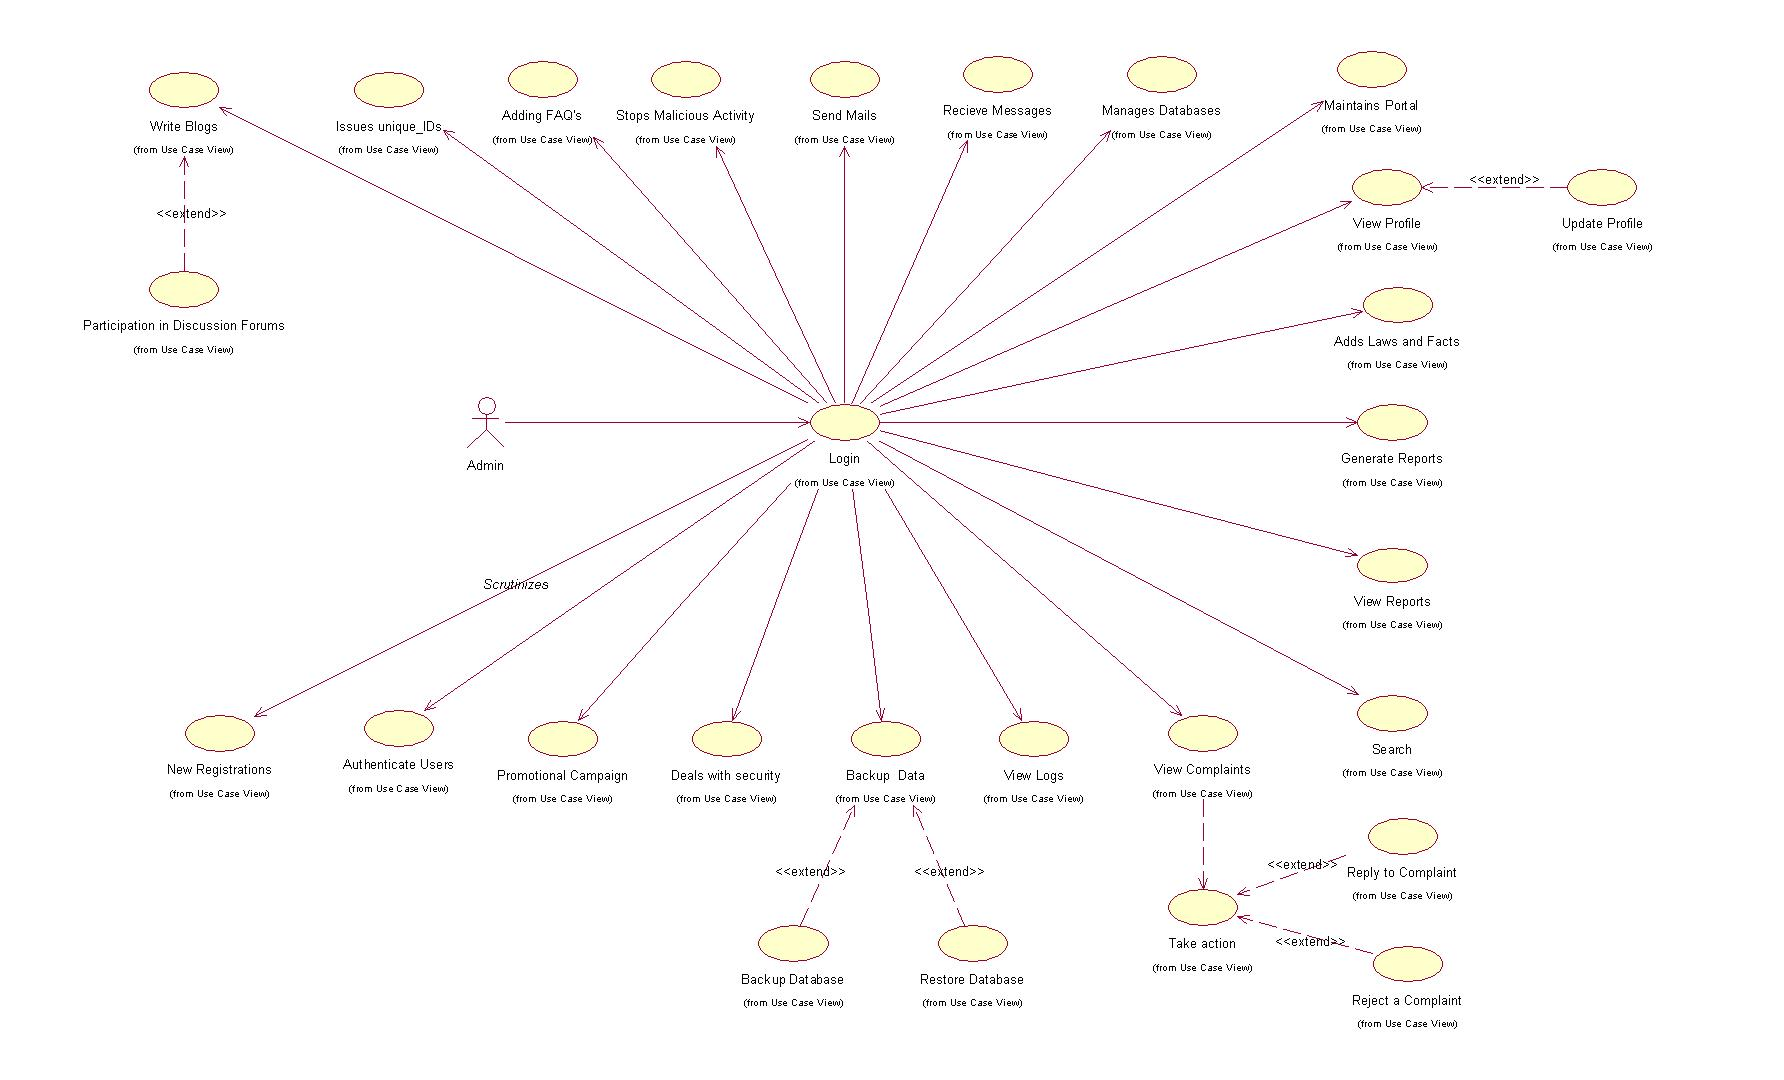 Write Blogs
(from Use Case View)
Issues unique_IDs
(from Use Case View)
Adding FAQ's
(from Use Case View)
Stops Malicious Activity
(from Use Case View)
Send Mails
(from Use Case View)
Recieve Messages
(from Use Case View)
Manages Databases
(from Use Case View)
Maintains Portal
(from Use Case View)
<<extend>>
View Profile
(from Use Case View)
Update Profile
(from Use Case View)
<<extend>>
Participation in Discussion Forums
(from Use Case View)
Adds Laws and Facts
(from Use Case View)
Admin
Login
(from Use Case View)
Generate Reports
(from Use Case View)
Scrutinizes
View Reports
(from Use Case View)
New Registrations
(from Use Case View)
Authenticate Users
(from Use Case View)
Promotional Campaign
(from Use Case View)
Deals with security
(from Use Case View)
Backup  Data
(from Use Case View)
View Logs
(from Use Case View)
View Complaints
(from Use Case View)
Search
(from Use Case View)
<<extend>>
<<extend>>
<<extend>>
Reply to Complaint
(from Use Case View)
Take action
(from Use Case View)
<<extend>>
Backup Database
(from Use Case View)
Restore Database
(from Use Case View)
Reject a Complaint
(from Use Case View)